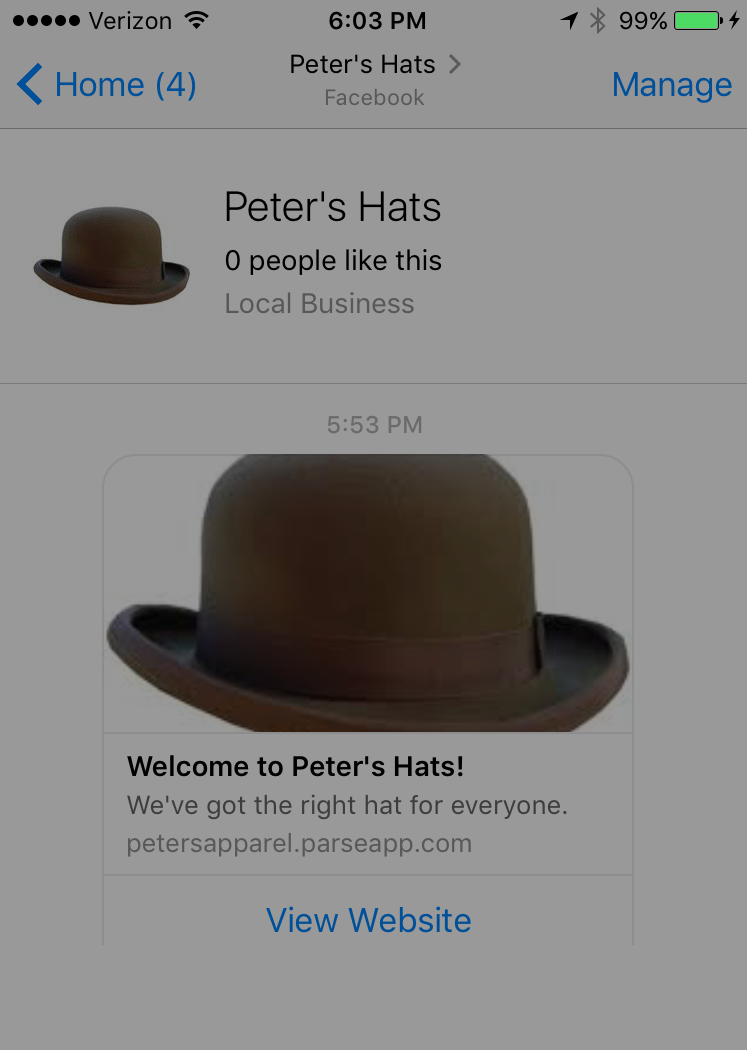 Verizon
6:03 PM
99%
Home (4)
Peter's Hats
Facebook
Manage
Peter's Hats
0 people like this
Local Business
5:53 PM
Welcome to Peter's Hats!
We've got the right hat for everyone.
petersapparel.parseapp.com
View Website